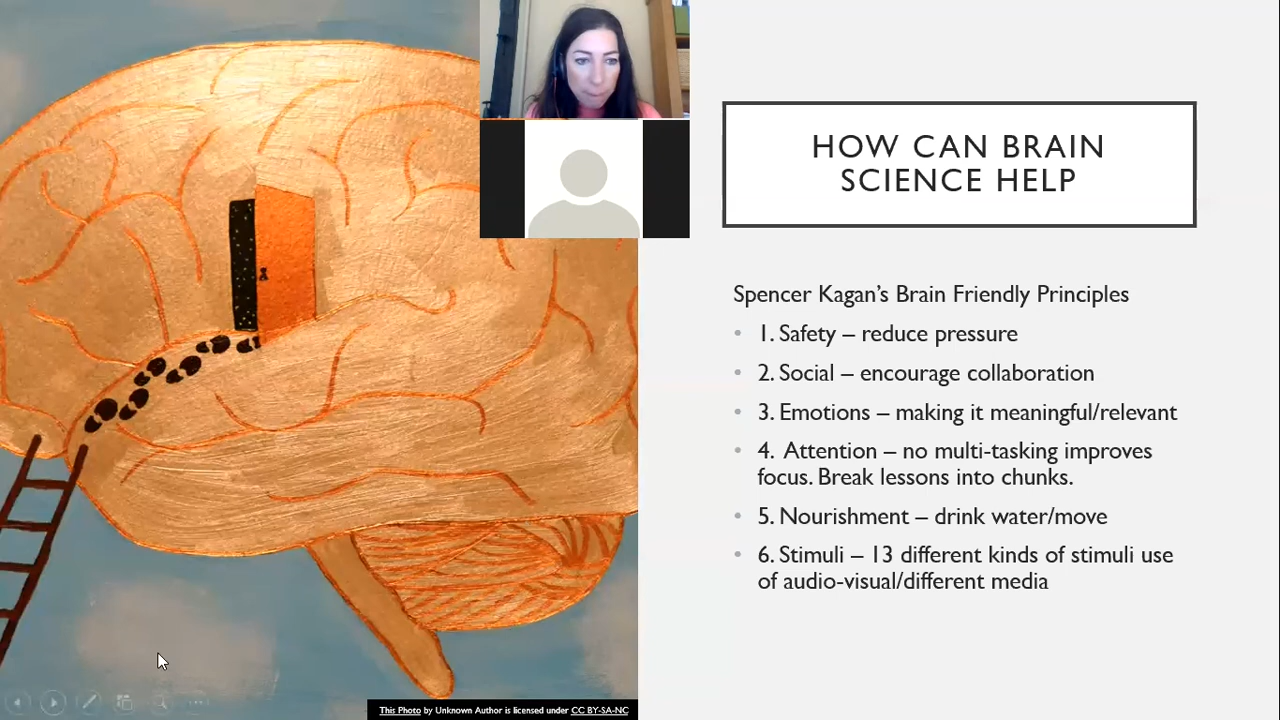 HOW CAN BRAIN
SCIENCE HELP
Spencer Kagan's Brain Friendly Principles
• 1. Safety – reduce pressure
• 2. Social – encourage collaboration
• 3. Emotions – making it meaningful/relevant
• 4.  Attention – no multi-tasking improves
focus. Break lessons into chunks.
• 5. Nourishment – drink water/move
• 6. Stimuli – 13 different kinds of stimuli use
of audio-visual/different media
This Photo by Unknown Author is licensed under CC BY-SA-NC